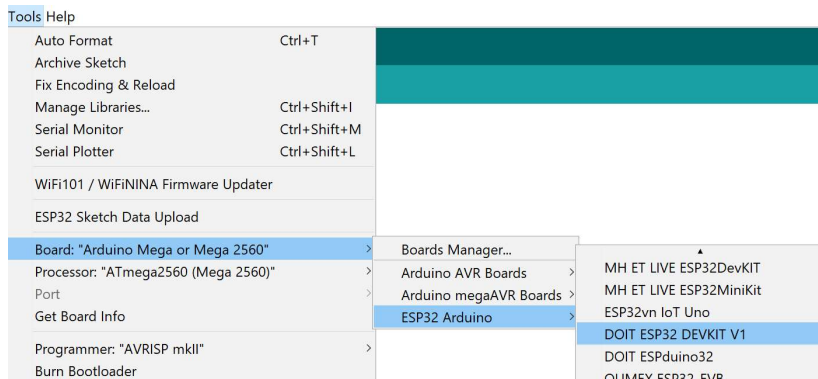 Tools Help
Auto Format Ctrl+T
Archive Sketch
Fix Encoding & Reload
Manage Libraries... Ctrl+Shift+I
Serial Monitor Ctrl+Shift+M
Serial Plotter Ctrl+Shift+L
WiFi101 / WiFiNINA Firmware Updater
ESP32 Sketch Data Upload
Board: "Arduino Mega or Mega 2560"
Processor: "ATmega2560 (Mega 2560)"
Port
Get Board Info
Programmer: "AVRISP mkII"
Burn Bootloader
Boards Manager...
Arduino AVR Boards
Arduino megaAVR Boards
ESP32 Arduino
MH ET LIVE ESP32DevKIT
MH ET LIVE ESP32MiniKit
ESP32vn IoT Uno
DOIT ESP32 DEVKIT V1
DOIT ESPduino32
OLIMEX ESP32-EVB